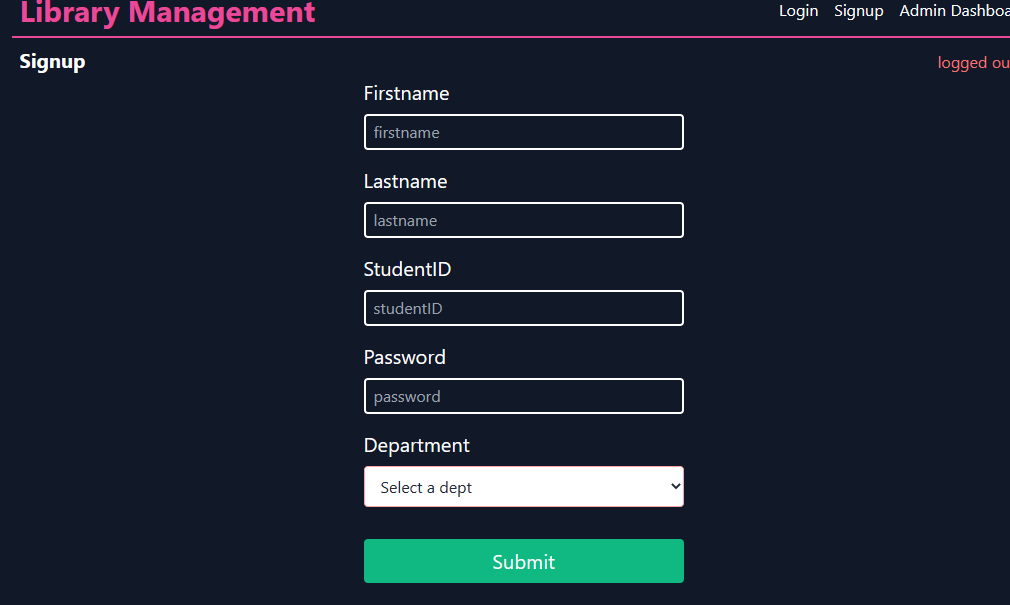 Library Management
Login Signup Admin Dashboa
Signup
logged ou
Firstname
firstname
Lastname
lastname
StudentID
studentID
Password
password
Department
Select a dept
Submit